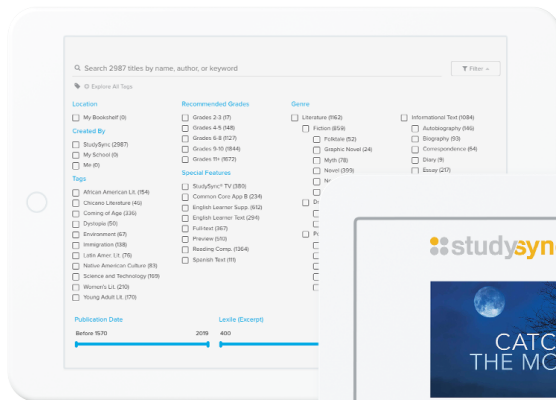 Search 2987 titles by name, author, or keyword
Filter
Explore All Tags
Location
My Bookshelf (0)
Created By
StudySync (2987)
My School (0)
Me (0)
Tags
African American Lit. (154)
Chicano Literature (45)
Coming of Age (336)
Dystopia (50)
Environment (67)
Immigration (138)
Latin Amer. Lit. (76)
Native American Culture (83)
Science and Technology (169)
Women's Lit. (210)
Young Adult Lit. (170)
Recommended Grades
Grades 2-3 (17)
Grades 4-5 (148)
Grades 6-8 (1127)
Grades 9-10 (1844)
Grades 11+ (1672)
Special Features
StudySync® TV (380)
Common Core App B (234)
English Learner Supp. (612)
English Learner Text (294)
Full-text (367)
Preview (510)
Reading Comp. (1364)
Spanish Text (111)
Genre
Literature (1162)
Fiction (859)
Folktale (52)
Graphic Novel (24)
Myth (78)
Novel (395)
Informational Text (1084)
Autobiography (146)
Biography (93)
Correspondence (64)
Diary (9)
Essay (217)
Publication Date
Before 1570
2019
Lexile (Excerpt)
400
studysyn
CATC
THE MO